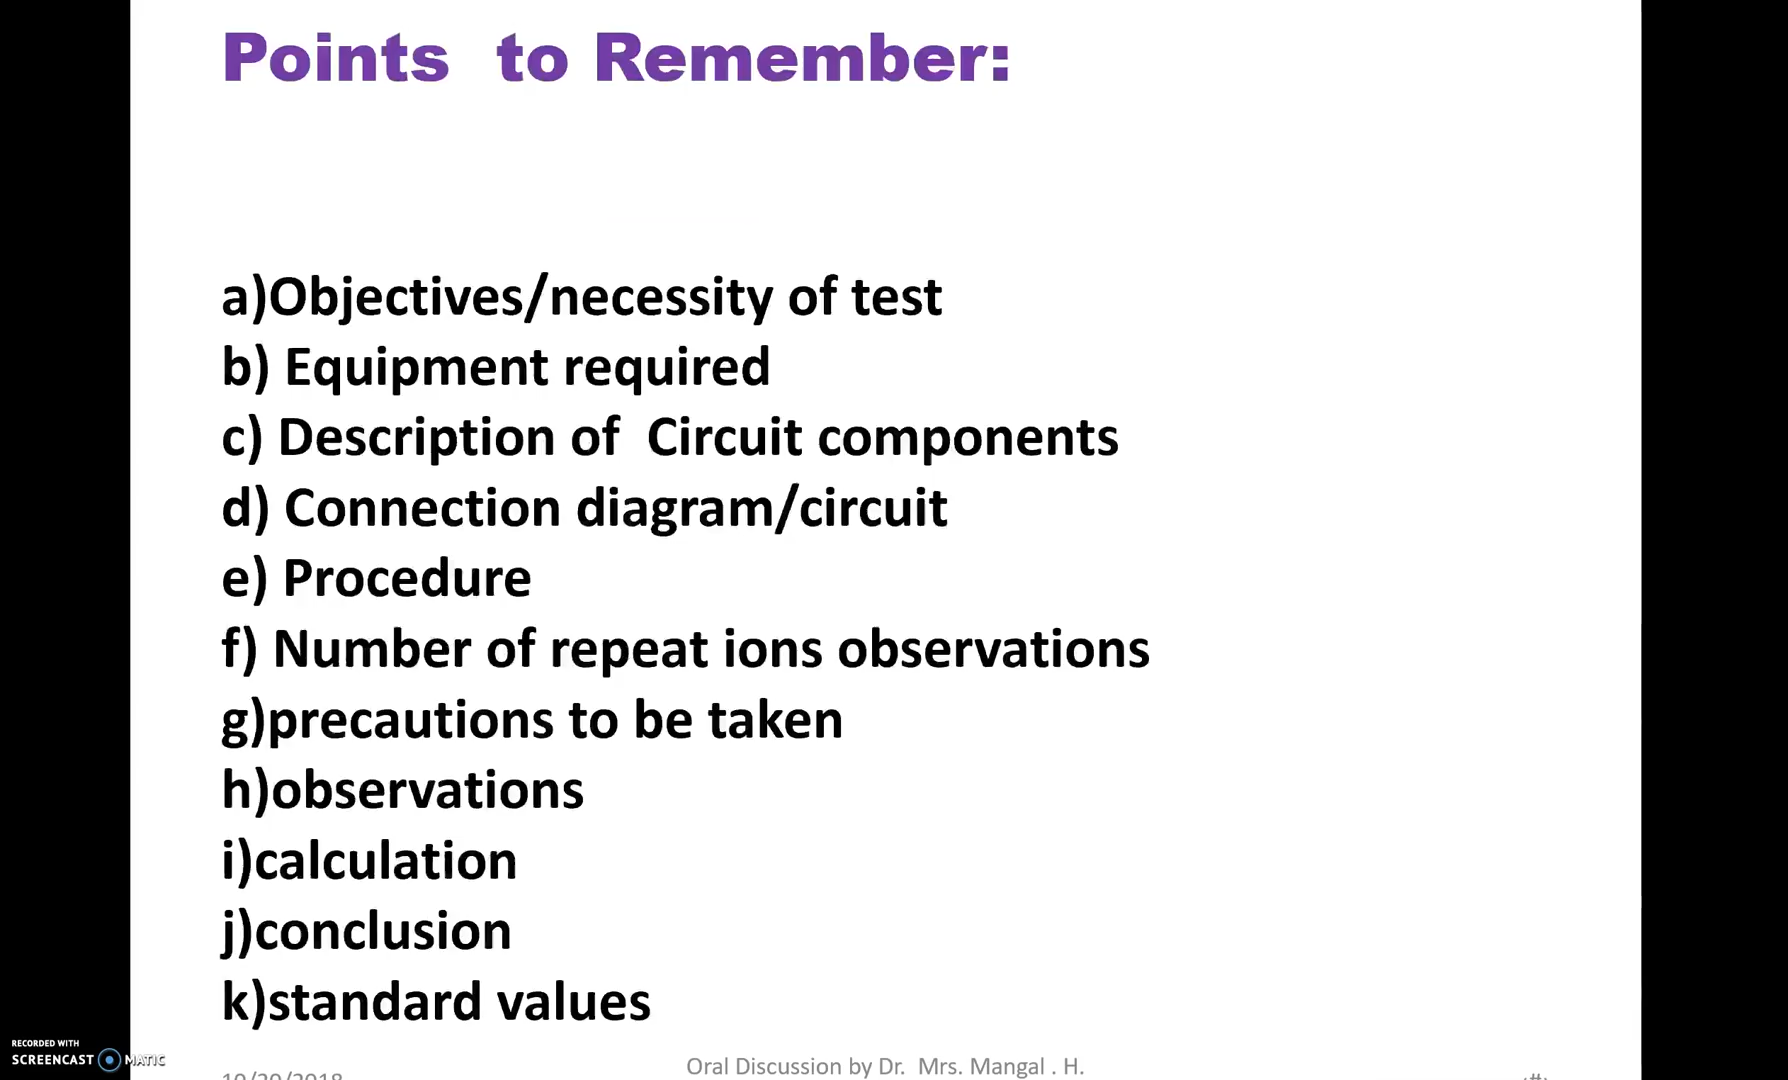 Points to Remember:
a)Objectives/necessity of test
b) Equipment required
c) Description of Circuit components
d) Connection diagram/circuit
e) Procedure
f) Number of repeat ions observations
g)precautions to be taken
h)observations
i)calculation
j)conclusion
k)standard values
RECORDED WITH
SCREENCAST MATIC
Oral Discussion by Dr. Mrs. Mangal . H.